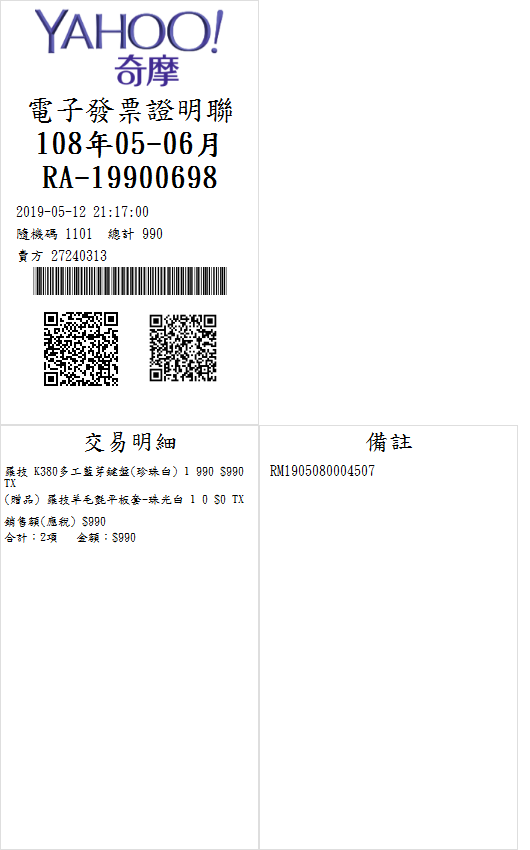 YAHOO!
奇摩
電子發票證明聯
108年05-06月
RA-19900698
2019-05-12 21:17:00
隨機碼 1101 總計 990
賣方 27240313
交易明細
羅技 K380多工藍芽鍵盤(珍珠白) 1 990 $990
TX
(贈品) 羅技羊毛氈平板套-珠光白 1 0 $0 TX
銷售額(應稅) $990
合計：2項 金額：$990
備註
RM1905080004507